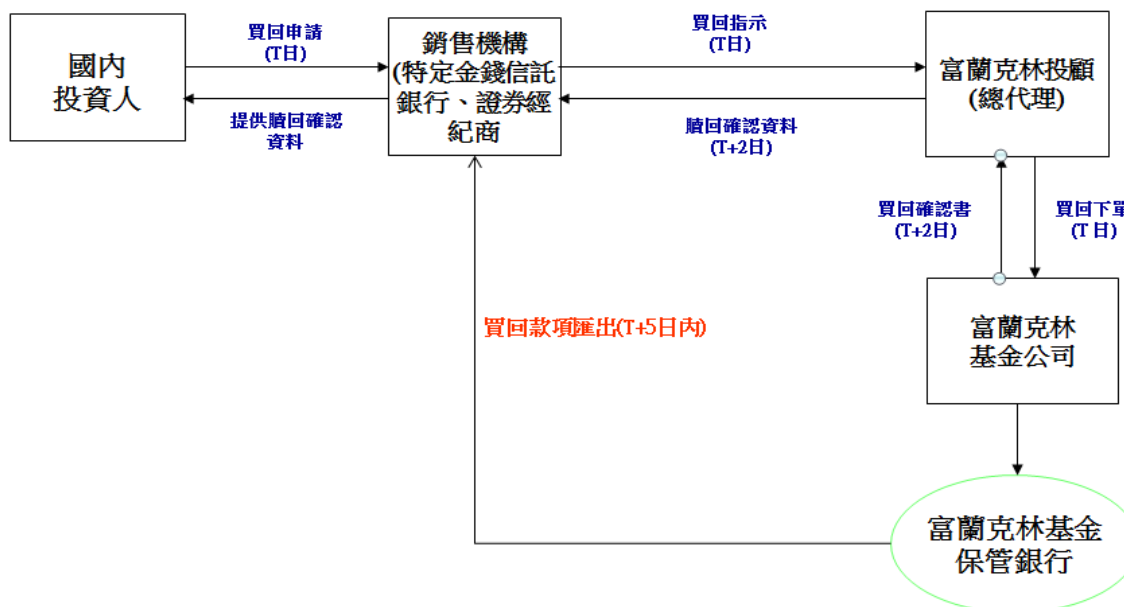 國內
投資人
買回申請
(T日)
提供贖回確認
資料
銷售機構
(特定金錢信託
銀行、證券經
紀商
買回指示
(T日)
贖回確認資料
(T+2日)
富蘭克林投顧
(總代理)
買回確認書
(T+2日)
買回下單
(T 日)
富蘭克林
基金公司
買回款項匯出(T+5日內)
富蘭克林基金
保管銀行